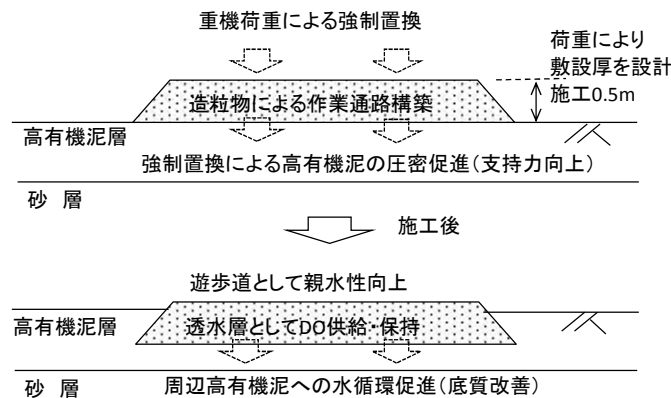 重機荷重による強制置換
荷重により
敷設厚を設計
施工0.5m
造粒物による作業通路構築
高有機泥層
強制置換による高有機泥の圧密促進(支持力向上)
砂 層
施工後
遊歩道として親水性向上
高有機泥層
透水層としてDO供給・保持
砂 層
周辺高有機泥への水循環促進(底質改善)